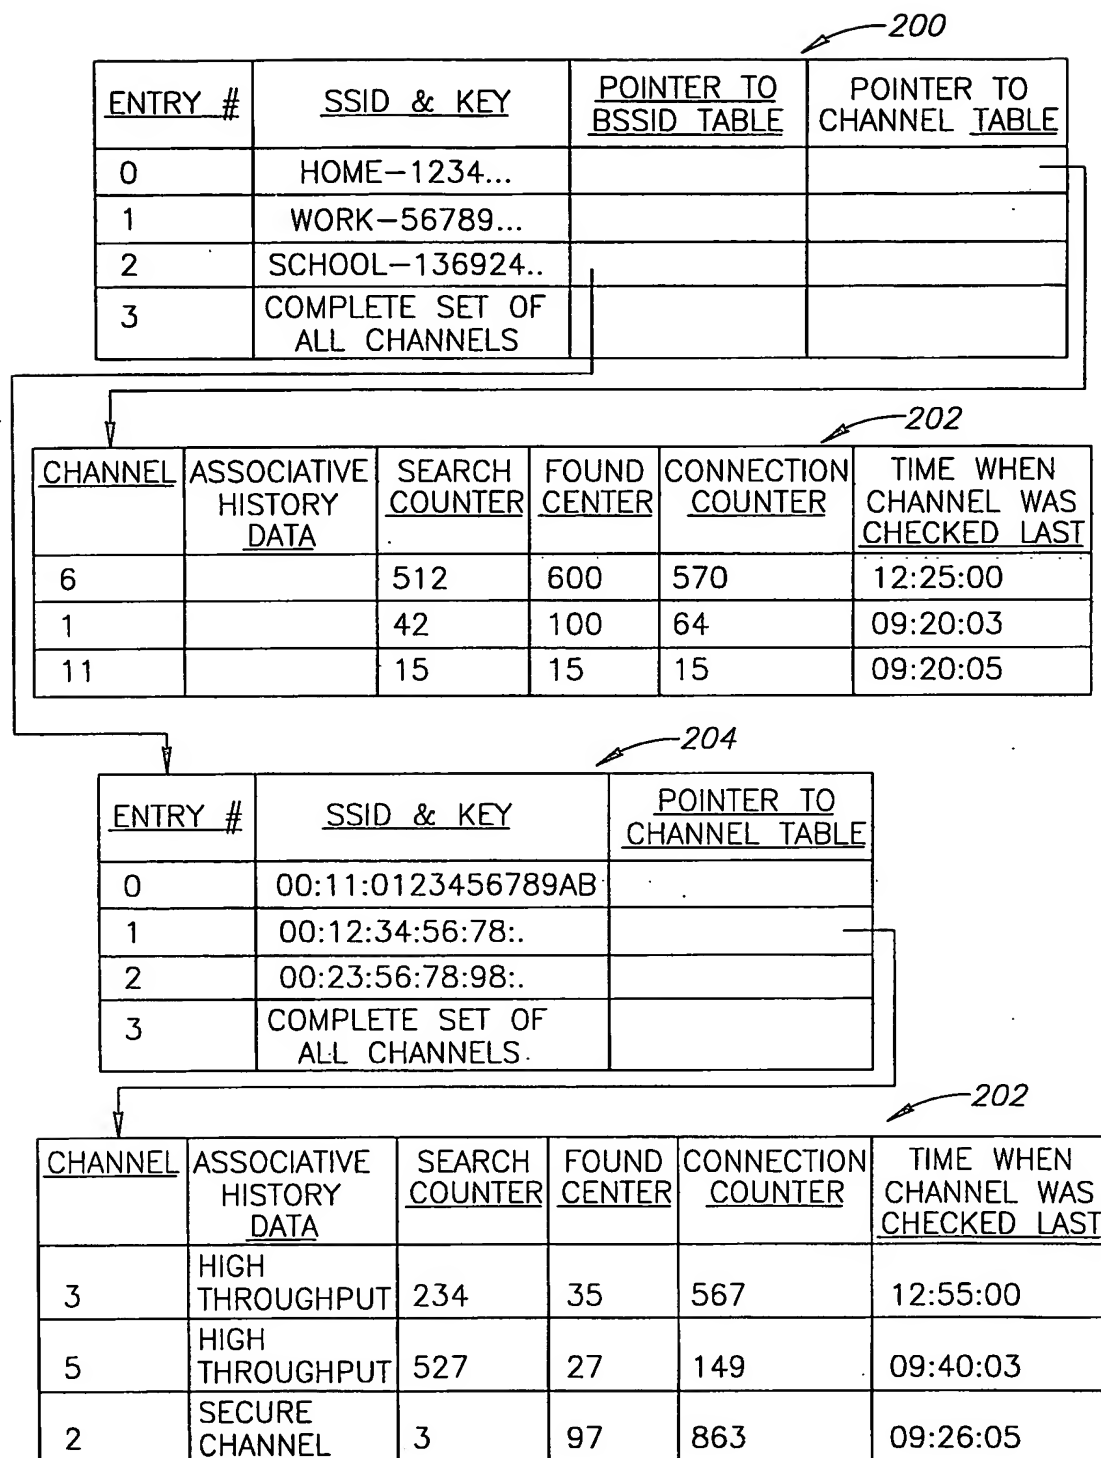 200
ENTRY # SSID & KEY POINTER TO BSSID TABLE POINTER TO CHANNEL TABLE
0 HOME-1234...
1 WORK-56789...
2 SCHOOL-136924..
3 COMPLETE SET OF ALL CHANNELS
202
CHANNEL ASSOCIATIVE HISTORY DATA SEARCH COUNTER FOUND CENTER CONNECTION COUNTER TIME WHEN CHANNEL WAS CHECKED LAST
6 512 600 570 12:25:00
1 42 100 64 09:20:03
11 15 15 15 09:20:05
204
ENTRY # SSID & KEY POINTER TO CHANNEL TABLE
0 00:11:0123456789AB
1 00:12:34:56:78:.
2 00:23:56:78:98:.
3 COMPLETE SET OF ALL CHANNELS
202
CHANNEL ASSOCIATIVE HISTORY DATA SEARCH COUNTER FOUND CENTER CONNECTION COUNTER TIME WHEN CHANNEL WAS CHECKED LAST
3 HIGH THROUGHPUT 234 35 567 12:55:00
5 HIGH THROUGHPUT 527 27 149 09:40:03
2 SECURE CHANNEL 3 97 863 09:26:05